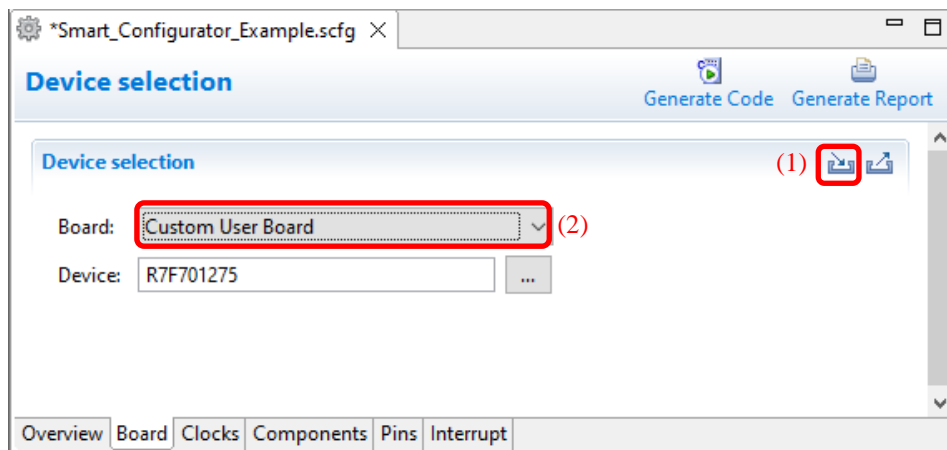 *Smart_Configurator_Example.scfg
Device selection
Generate Code Generate Report
Device selection
(1)
Board: Custom User Board (2)
Device: R7F701275 ...
Overview Board Clocks Components Pins Interrupt